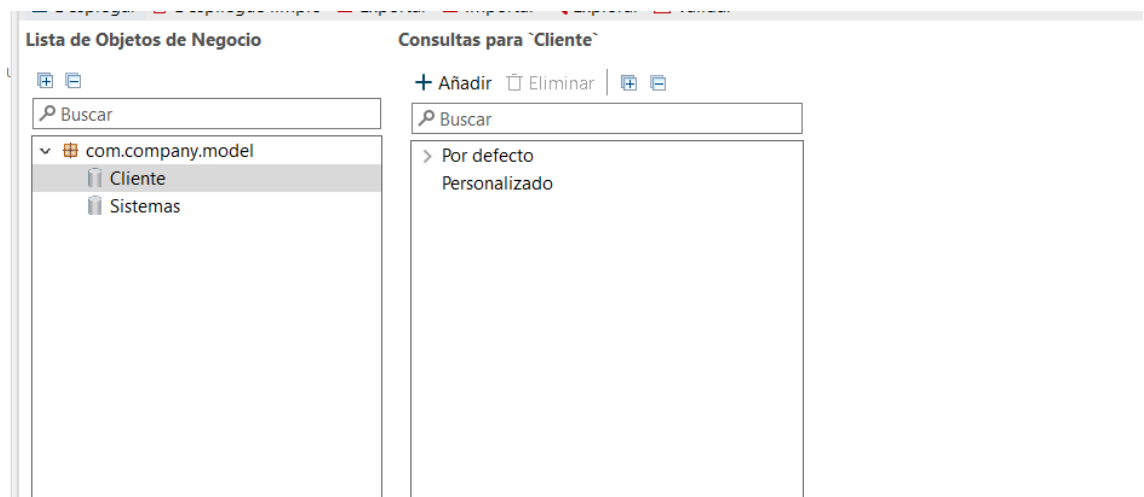 Lista de Objetos de Negocio
Consultas para `Cliente`
Añadir Eliminar
Buscar
Buscar
com.company.model
Cliente
Sistemas
Por defecto
Personalizado